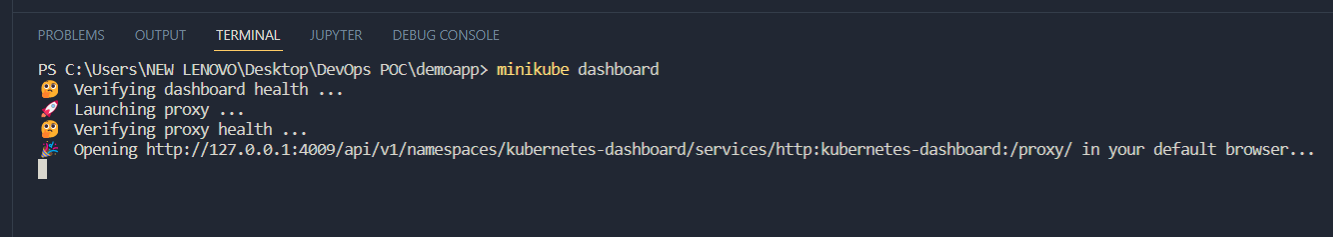 PROBLEMS OUTPUT TERMINAL JUPYTER DEBUG CONSOLE
PS C:\Users\NEW LENOVO\Desktop\DevOps POC\demoapp> minikube dashboard
🤔 Verifying dashboard health ...
🚀 Launching proxy ...
🤔 Verifying proxy health ...
🎉 Opening http://127.0.0.1:4009/api/v1/namespaces/kubernetes-dashboard/services/http:kubernetes-dashboard:/proxy/ in your default browser...